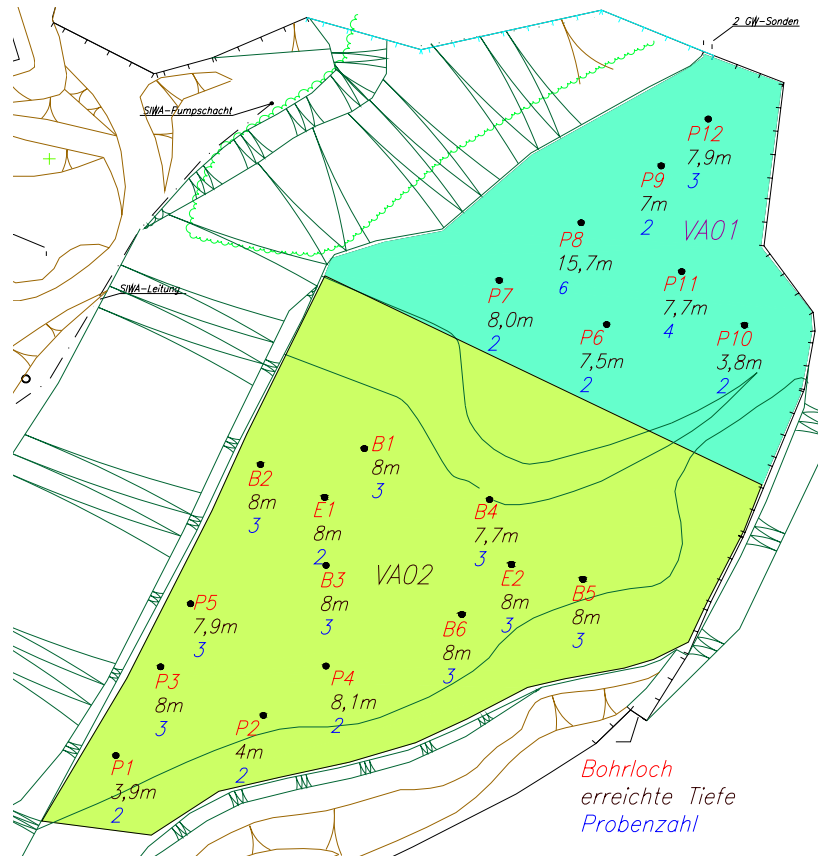 2 GW-Sonden
SIWA-Pumpschacht
P12
7,9m
3
P9
7m
2
VA01
P8
15,7m
6
P11
7,7m
4
SIWA-Leitung
P7
8,0m
2
P6
7,5m
2
P10
3,8m
2
B1
8m
3
B2
8m
3
E1
8m
2
B4
7,7m
3
B3
8m
3
VA02
E2
8m
3
B5
8m
3
P5
7,9m
3
B6
8m
3
P3
8m
3
P4
8,1m
2
P2
4m
2
P1
3,9m
2
Bohrloch
erreichte Tiefe
Probenzahl